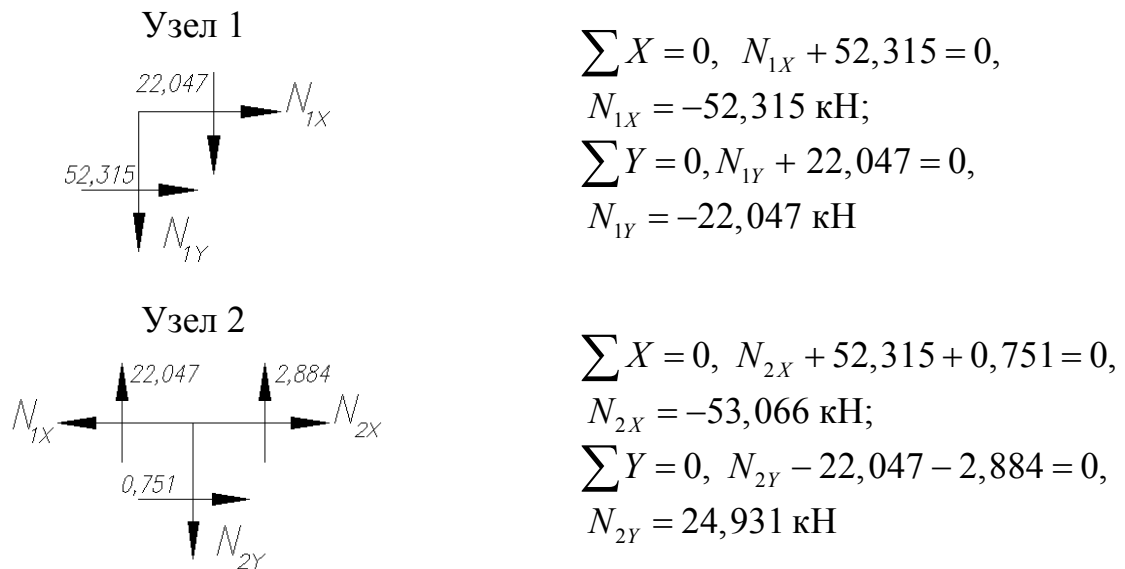 Узел 1
22,047
N1X
52,315
N1Y
∑X = 0, N1X + 52,315 = 0,
N1X = −52,315 кН;
∑Y = 0, N1Y + 22,047 = 0,
N1Y = −22,047 кН
Узел 2
22,047
2,884
N1X
N2X
0,751
N2Y
∑X = 0, N2X + 52,315 + 0,751 = 0,
N2X = −53,066 кН;
∑Y = 0, N2Y − 22,047 − 2,884 = 0,
N2Y = 24,931 кН